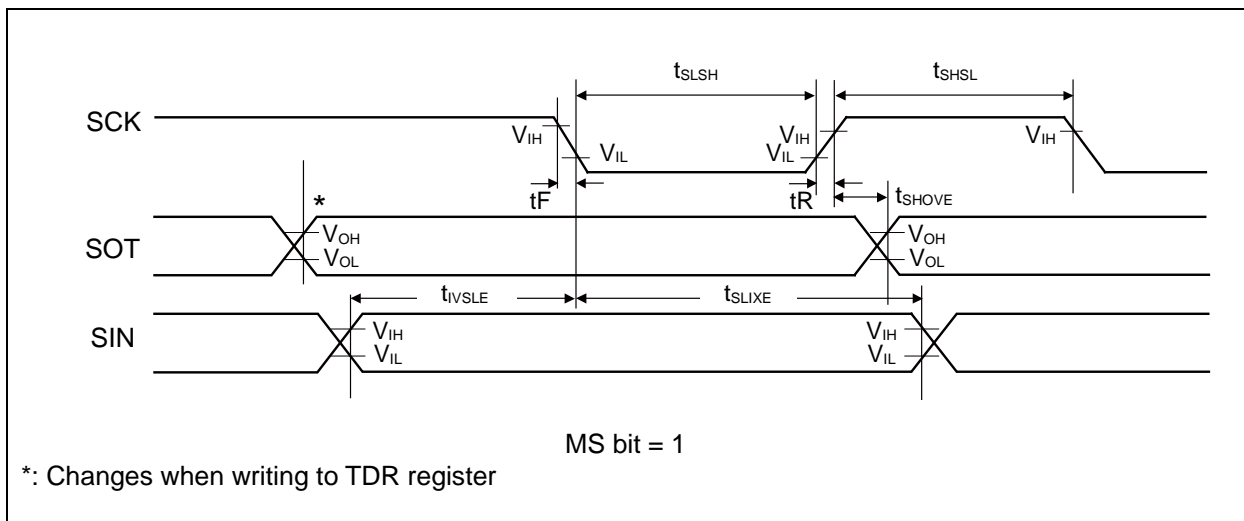 tSLSH
tSHSL
SCK
VIH
VIL
VIL
VIH
VIH
tF
tR
tSHOVE
*
SOT
VOH
VOL
VOH
VOL
tIVSLE
tSLIXE
SIN
VIH
VIL
VIH
VIL
MS bit = 1
*: Changes when writing to TDR register